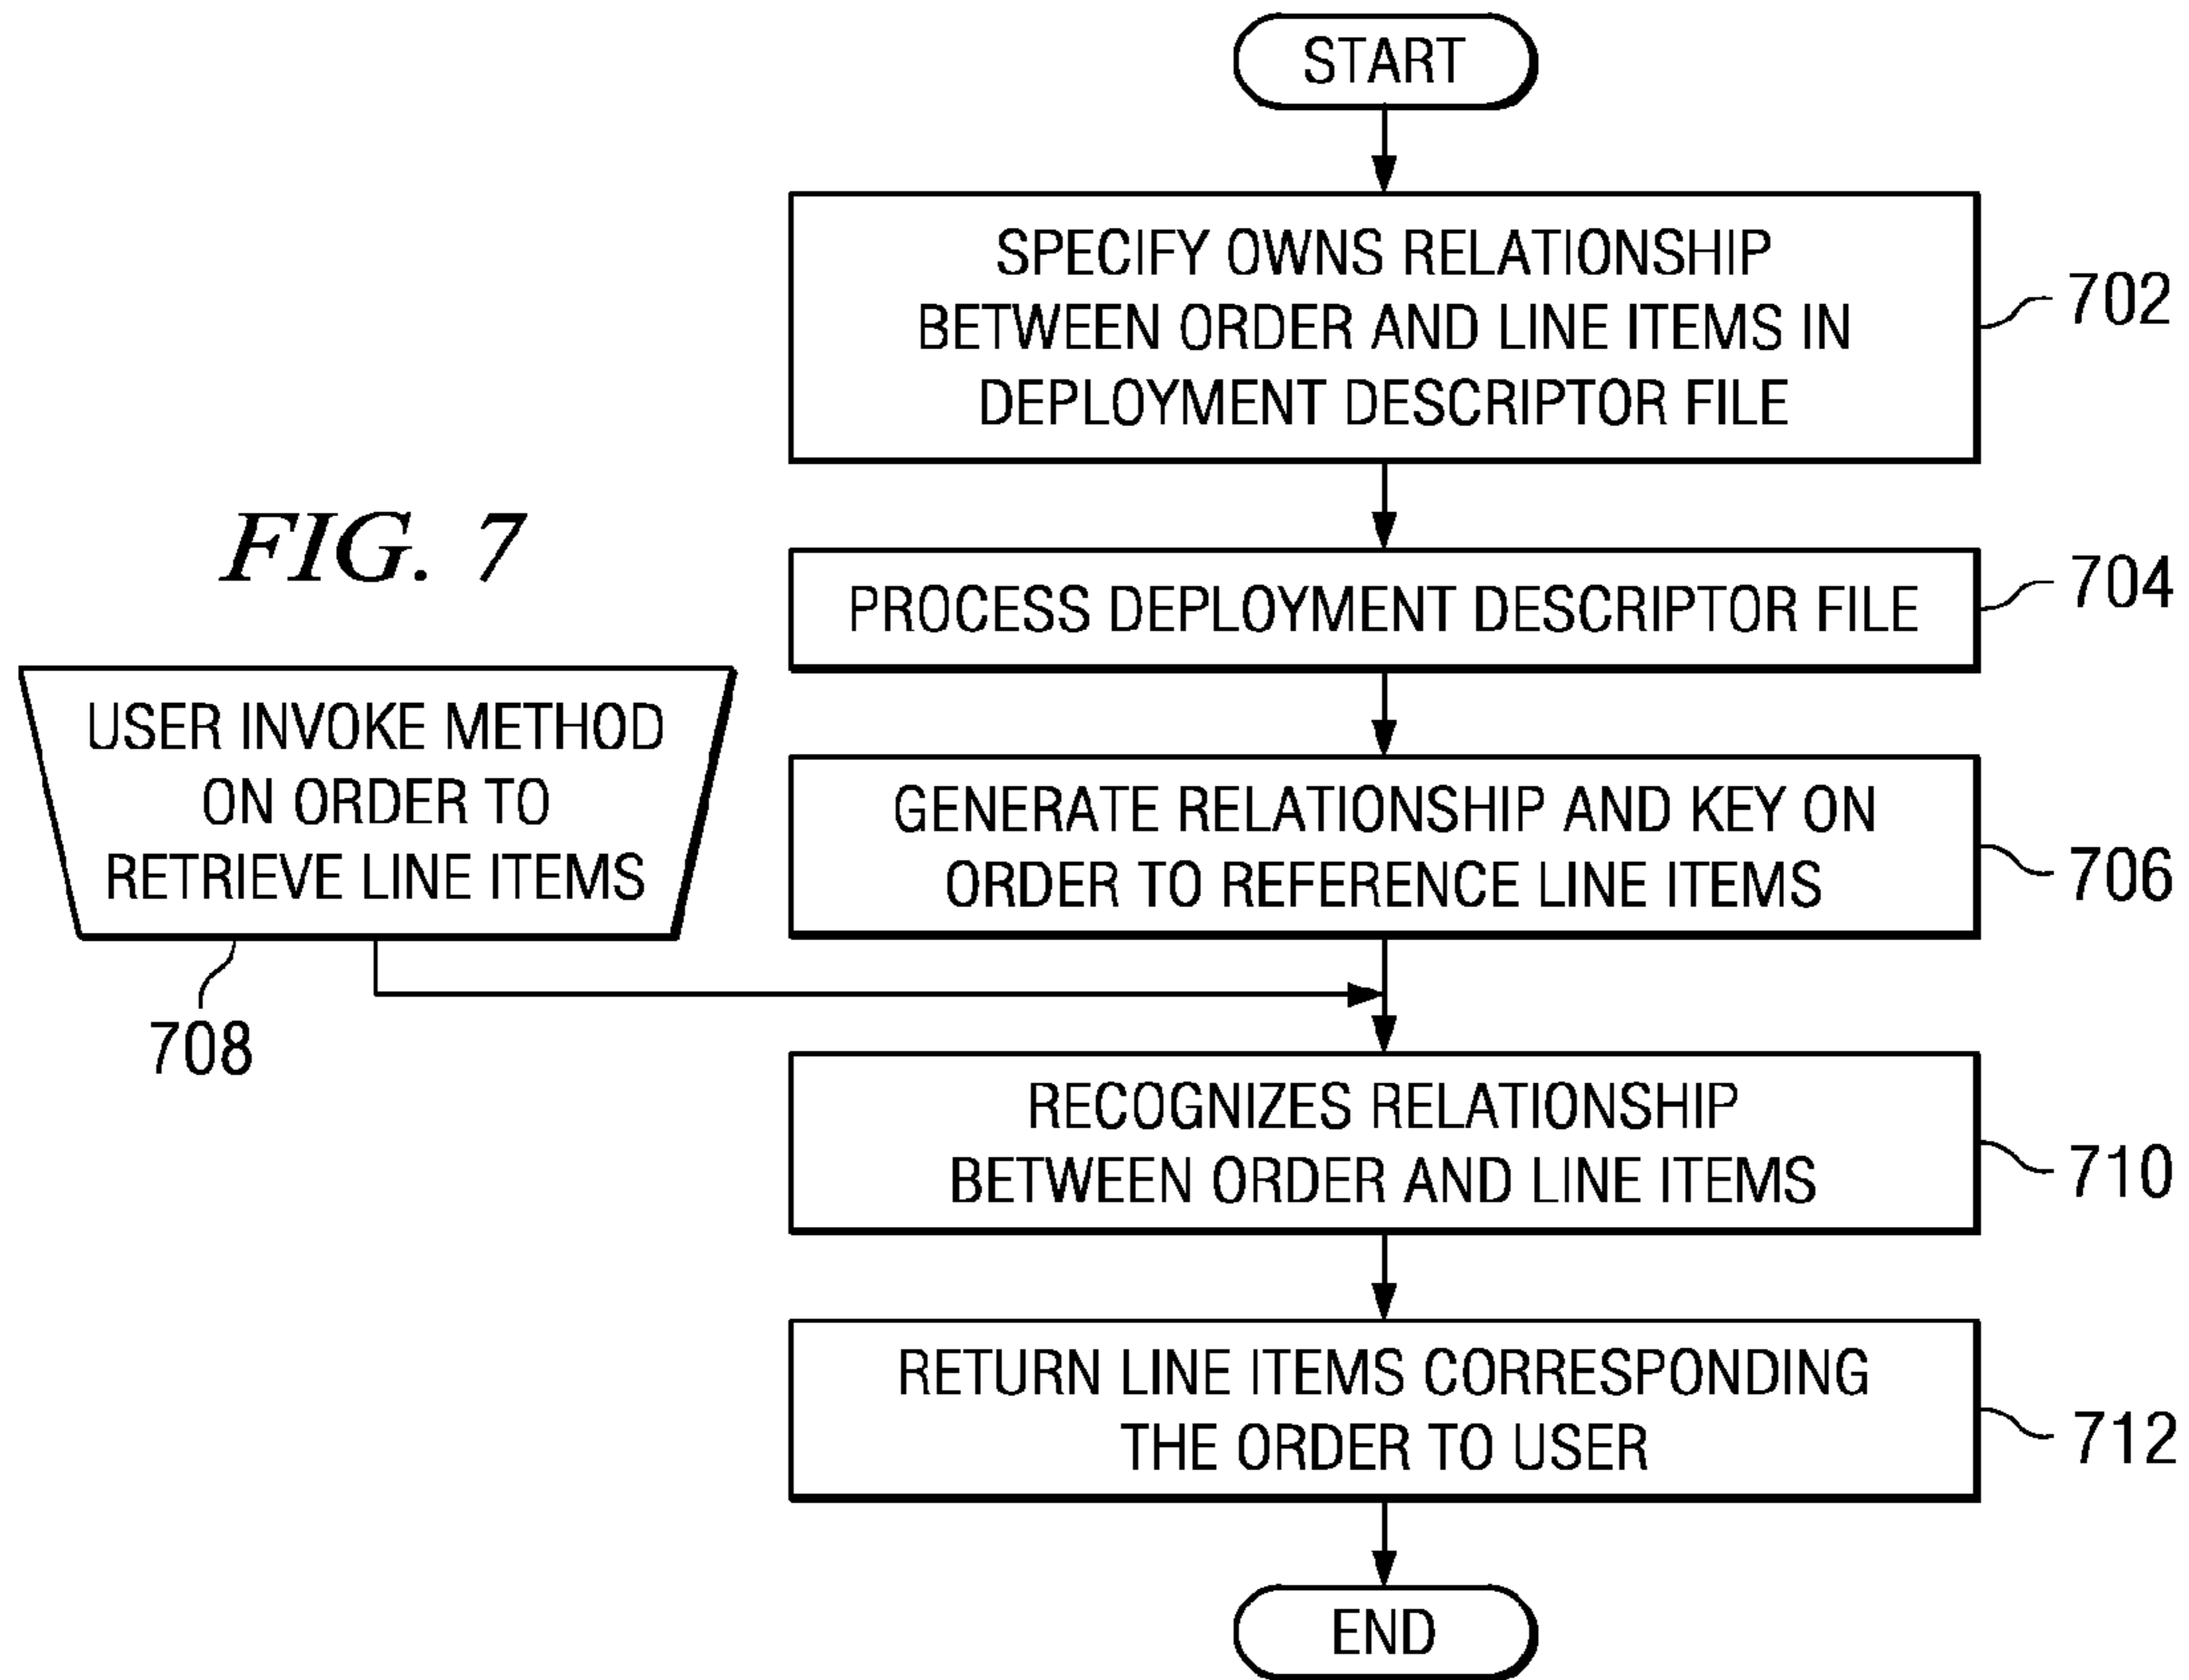 START
SPECIFY OWNS RELATIONSHIP
BETWEEN ORDER AND LINE ITEMS IN
DEPLOYMENT DESCRIPTOR FILE
702
FIG. 7
PROCESS DEPLOYMENT DESCRIPTOR FILE
704
USER INVOKE METHOD
ON ORDER TO
RETRIEVE LINE ITEMS
708
GENERATE RELATIONSHIP AND KEY ON
ORDER TO REFERENCE LINE ITEMS
706
RECOGNIZES RELATIONSHIP
BETWEEN ORDER AND LINE ITEMS
710
RETURN LINE ITEMS CORRESPONDING
THE ORDER TO USER
712
END